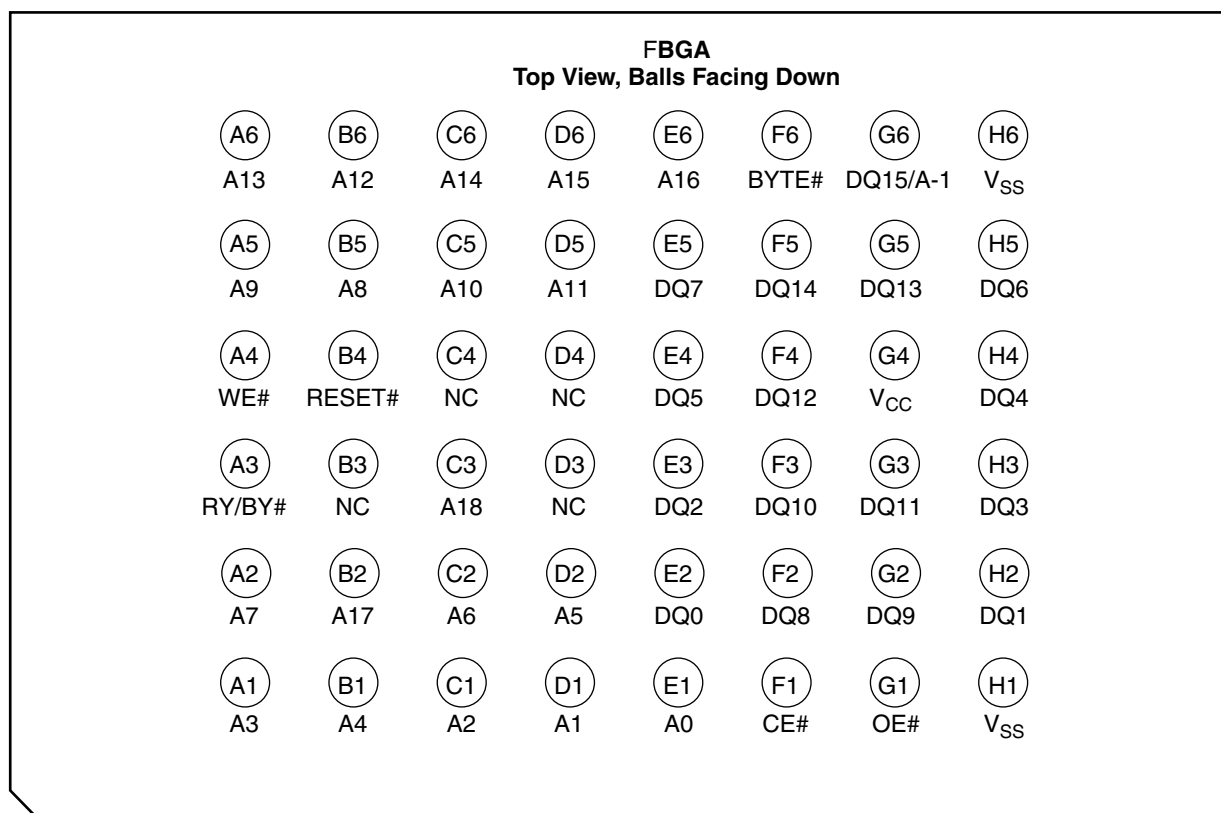 FBGA
Top View, Balls Facing Down
A6 B6 C6 D6 E6 F6 G6 H6
A13 A12 A14 A15 A16 BYTE# DQ15/A-1 VSS
A5 B5 C5 D5 E5 F5 G5 H5
A9 A8 A10 A11 DQ7 DQ14 DQ13 DQ6
A4 B4 C4 D4 E4 F4 G4 H4
WE# RESET# NC NC DQ5 DQ12 VCC DQ4
A3 B3 C3 D3 E3 F3 G3 H3
RY/BY# NC A18 NC DQ2 DQ10 DQ11 DQ3
A2 B2 C2 D2 E2 F2 G2 H2
A7 A17 A6 A5 DQ0 DQ8 DQ9 DQ1
A1 B1 C1 D1 E1 F1 G1 H1
A3 A4 A2 A1 A0 CE# OE# VSS